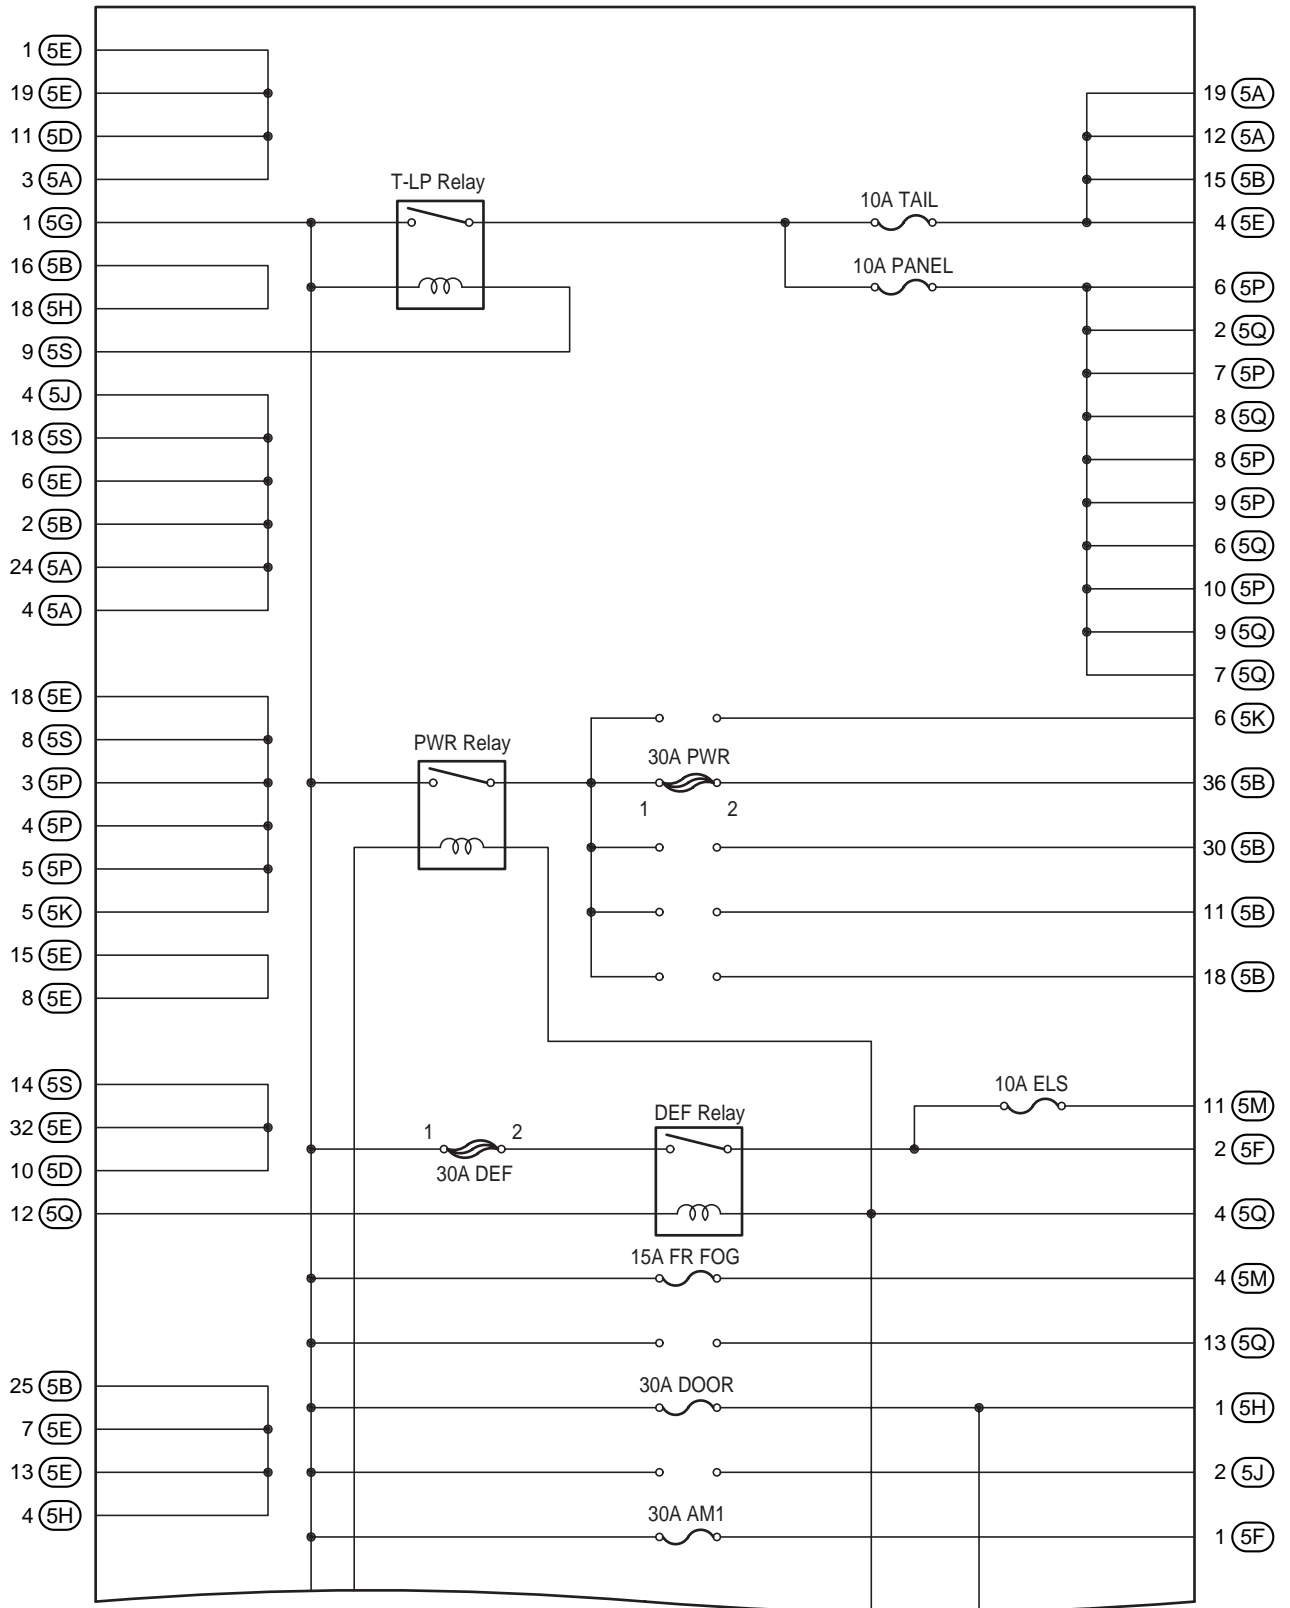 1 5E
19 5E
19 5A
11 5D
12 5A
3 5A
T-LP Relay
15 5B
1 5G
10A TAIL
4 5E
16 5B
10A PANEL
6 5P
18 5H
2 5Q
9 5S
7 5P
4 5J
8 5Q
18 5S
8 5P
6 5E
9 5P
2 5B
6 5Q
24 5A
10 5P
4 5A
9 5Q
7 5Q
18 5E
6 5K
8 5S
PWR Relay
30A PWR
3 5P
36 5B
1 2
4 5P
30 5B
5 5P
5 5K
11 5B
15 5E
18 5B
8 5E
14 5S
10A ELS
11 5M
32 5E
DEF Relay
1 2
2 5F
10 5D
30A DEF
12 5Q
4 5Q
15A FR FOG
4 5M
13 5Q
25 5B
30A DOOR
1 5H
7 5E
13 5E
2 5J
4 5H
30A AM1
1 5F